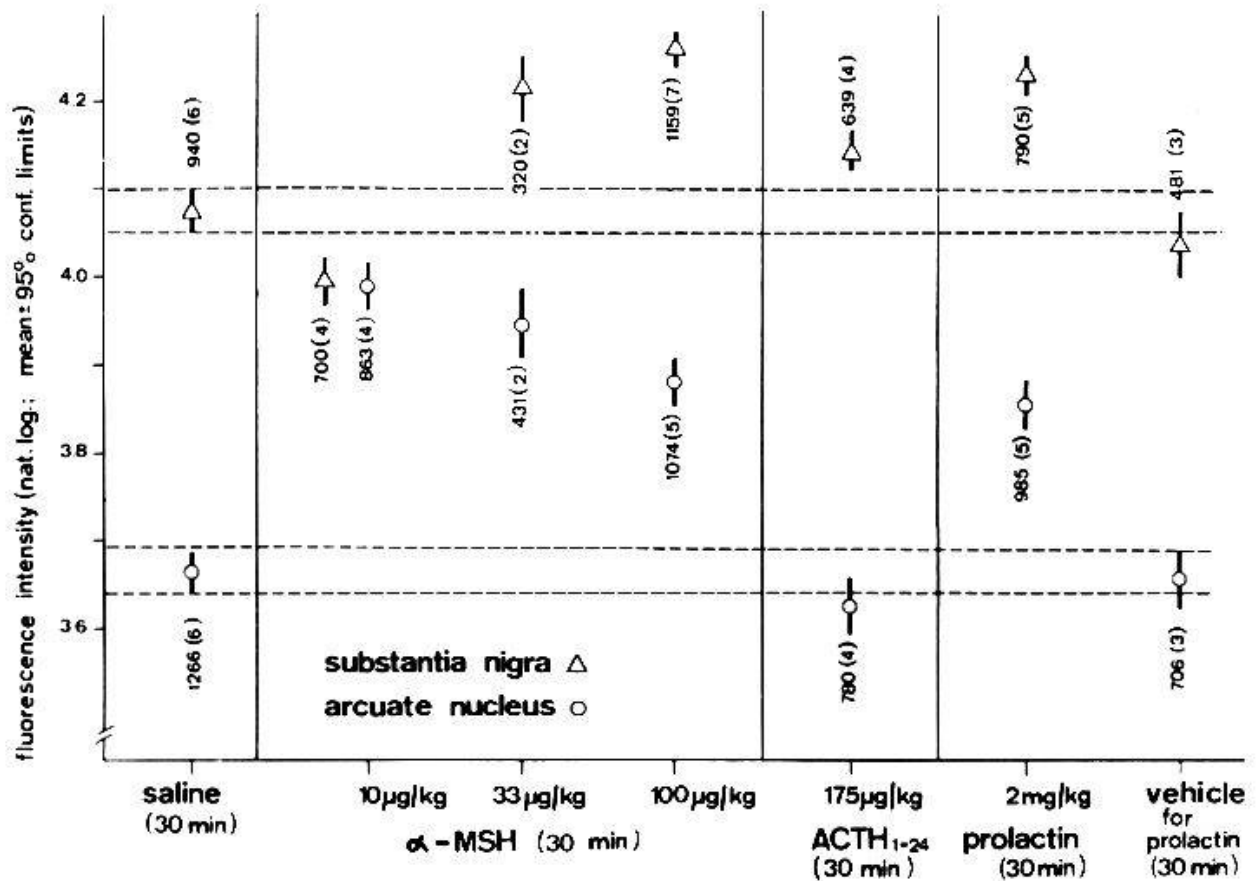 fluorescence intensity (nat. log.; mean ± 95% conf. limits)
4.2
4.0
3.8
3.6
940 (6)
1266 (6)
700 (4)
863 (4)
320 (2)
431 (2)
1159 (7)
1074 (5)
639 (4)
780 (4)
790 (5)
985 (5)
481 (3)
706 (3)
substantia nigra △
arcuate nucleus ○
saline
(30 min)
10µg/kg 33µg/kg 100µg/kg
α-MSH (30 min)
175µg/kg
ACTH₁₋₂₄
(30 min)
2mg/kg
prolactin
(30min)
vehicle
for
prolactin
(30 min)